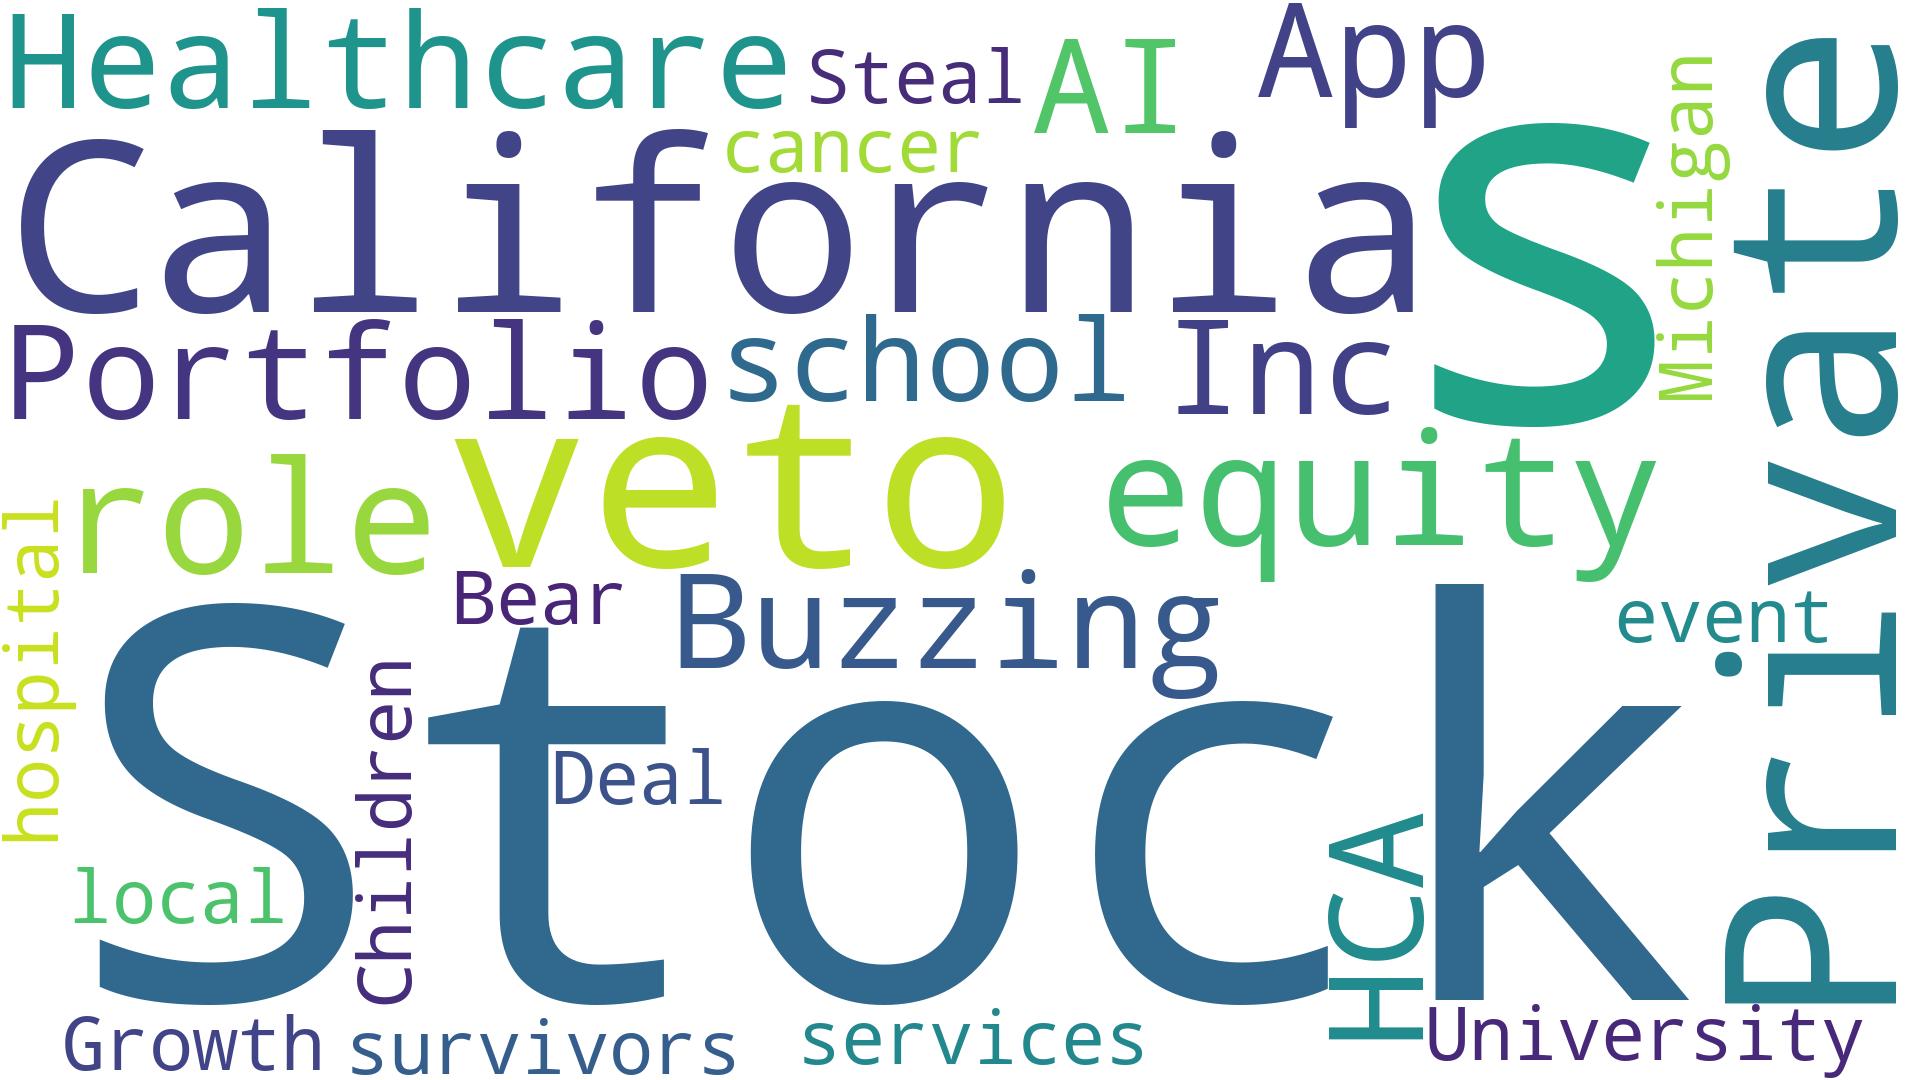 Healthcare
Steal
AI
App
cancer
California
S
Michigan
Private
Portfolio
school
Inc
role
veto
equity
hospital
Bear
Buzzing
event
Stock
Children
Deal
local
HCA
Growth
survivors
services
University